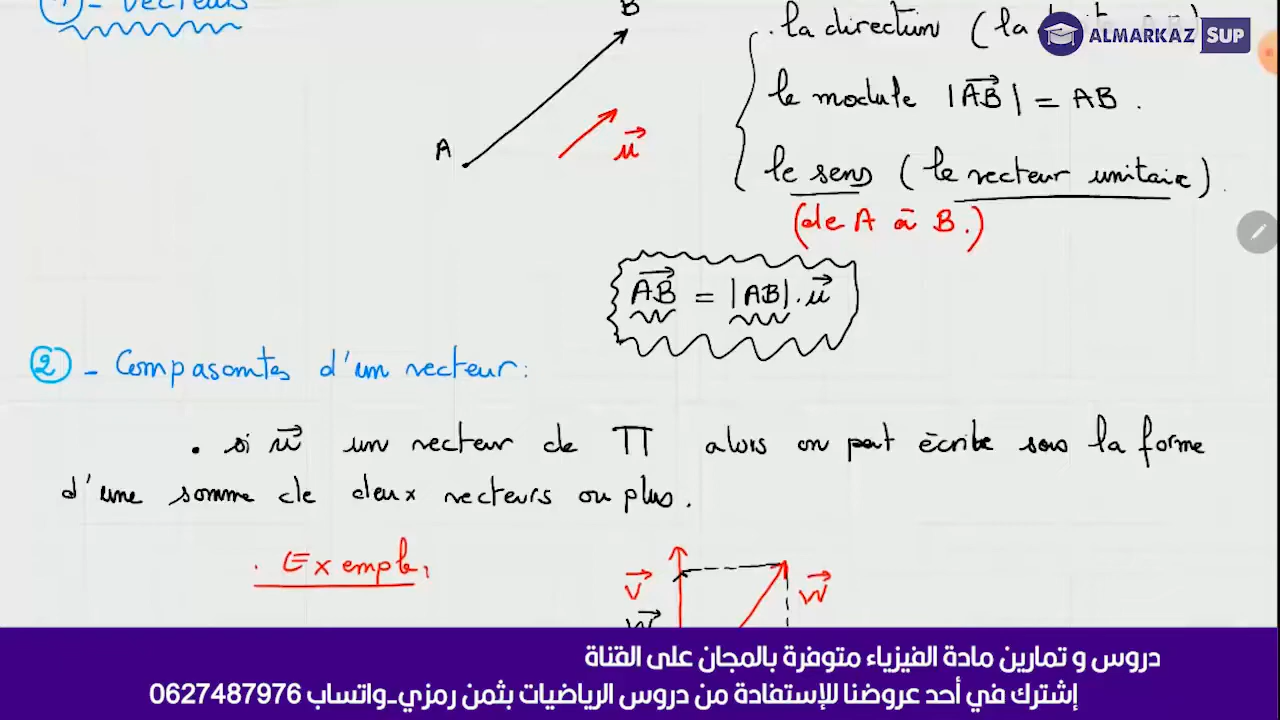 1 - Vecteurs
B
. la direction (la
ALMARKAZ SUP
le module |AB| = AB .
A
u
le sens ( le vecteur unitaire ) .
(de A à B.)
AB = |AB| . u
2 - Composantes d'un vecteur :
. si w un vecteur de Π alors on peut écrire sous la forme
d'une somme de deux vecteurs ou plus .
. Exemple,
V
W
W
دروس و تمارين مادة الفيزياء متوفرة بالمجان على القناة
إشترك في أحد عروضنا للإستفادة من دروس الرياضيات بثمن رمزي_واتساب 0627487976